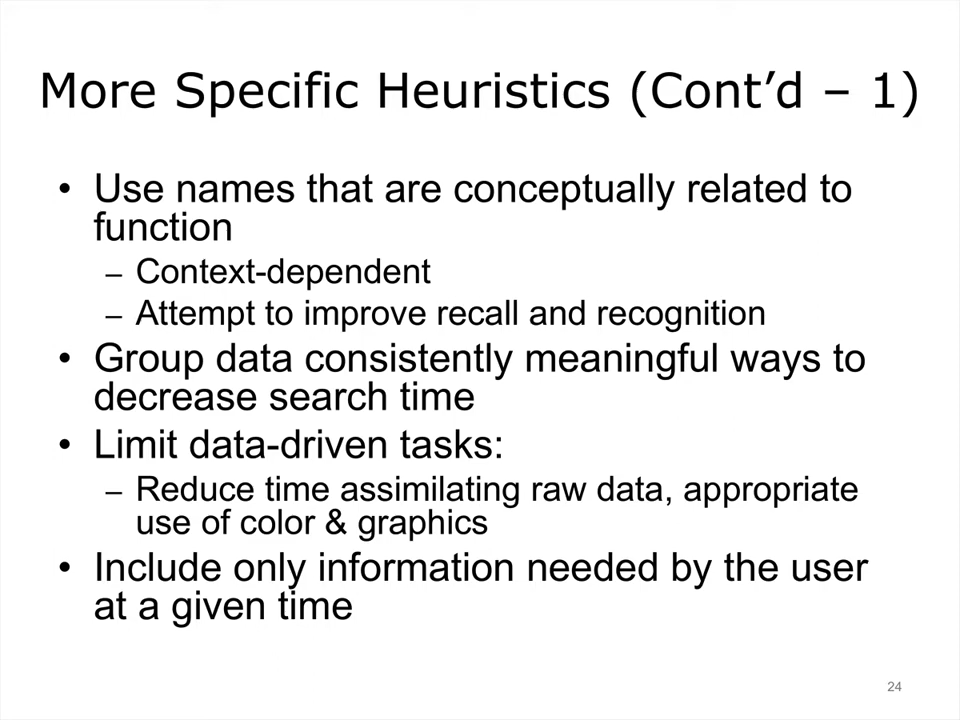 More Specific Heuristics (Cont’d – 1)
• Use names that are conceptually related to
function
– Context-dependent
– Attempt to improve recall and recognition
• Group data consistently meaningful ways to
decrease search time
• Limit data-driven tasks:
– Reduce time assimilating raw data, appropriate
use of color & graphics
• Include only information needed by the user
at a given time
24